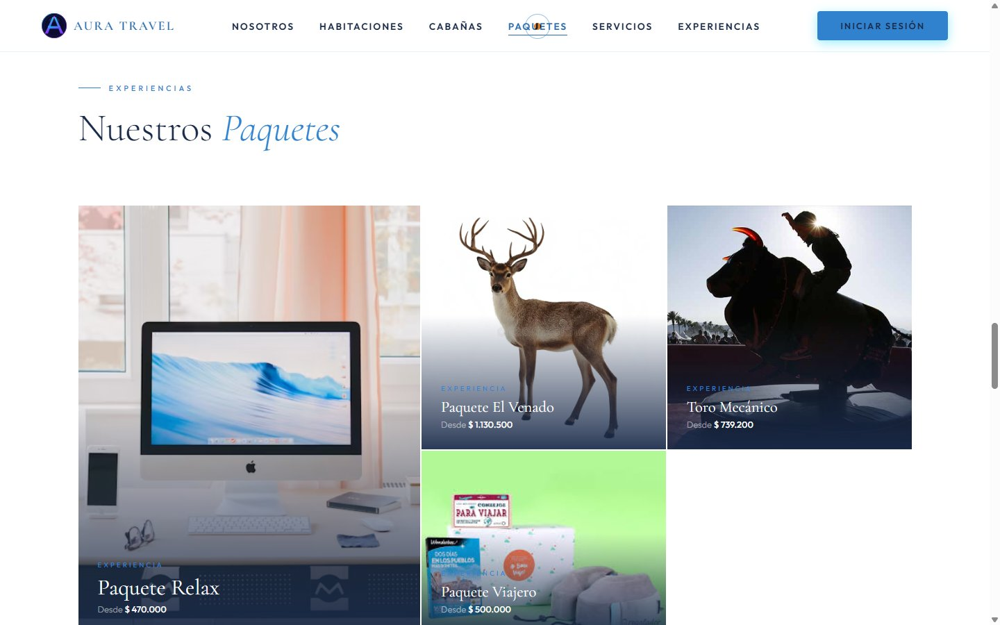 AURA TRAVEL
NOSOTROS
HABITACIONES
CABAÑAS
PAQUETES
SERVICIOS
EXPERIENCIAS
INICIAR SESIÓN
EXPERIENCIAS
Nuestros Paquetes
EXPERIENCIA
Paquete Relax
Desde $ 470.000
EXPERIENCIA
Paquete El Venado
Desde $ 1.130.500
EXPERIENCIA
Toro Mecánico
Desde $ 739.200
CONSEJOS
PARA VIAJAR
DOS DÍAS
EN LOS PUEBLOS
EXPERIENCIA
Paquete Viajero
Desde $ 500.000